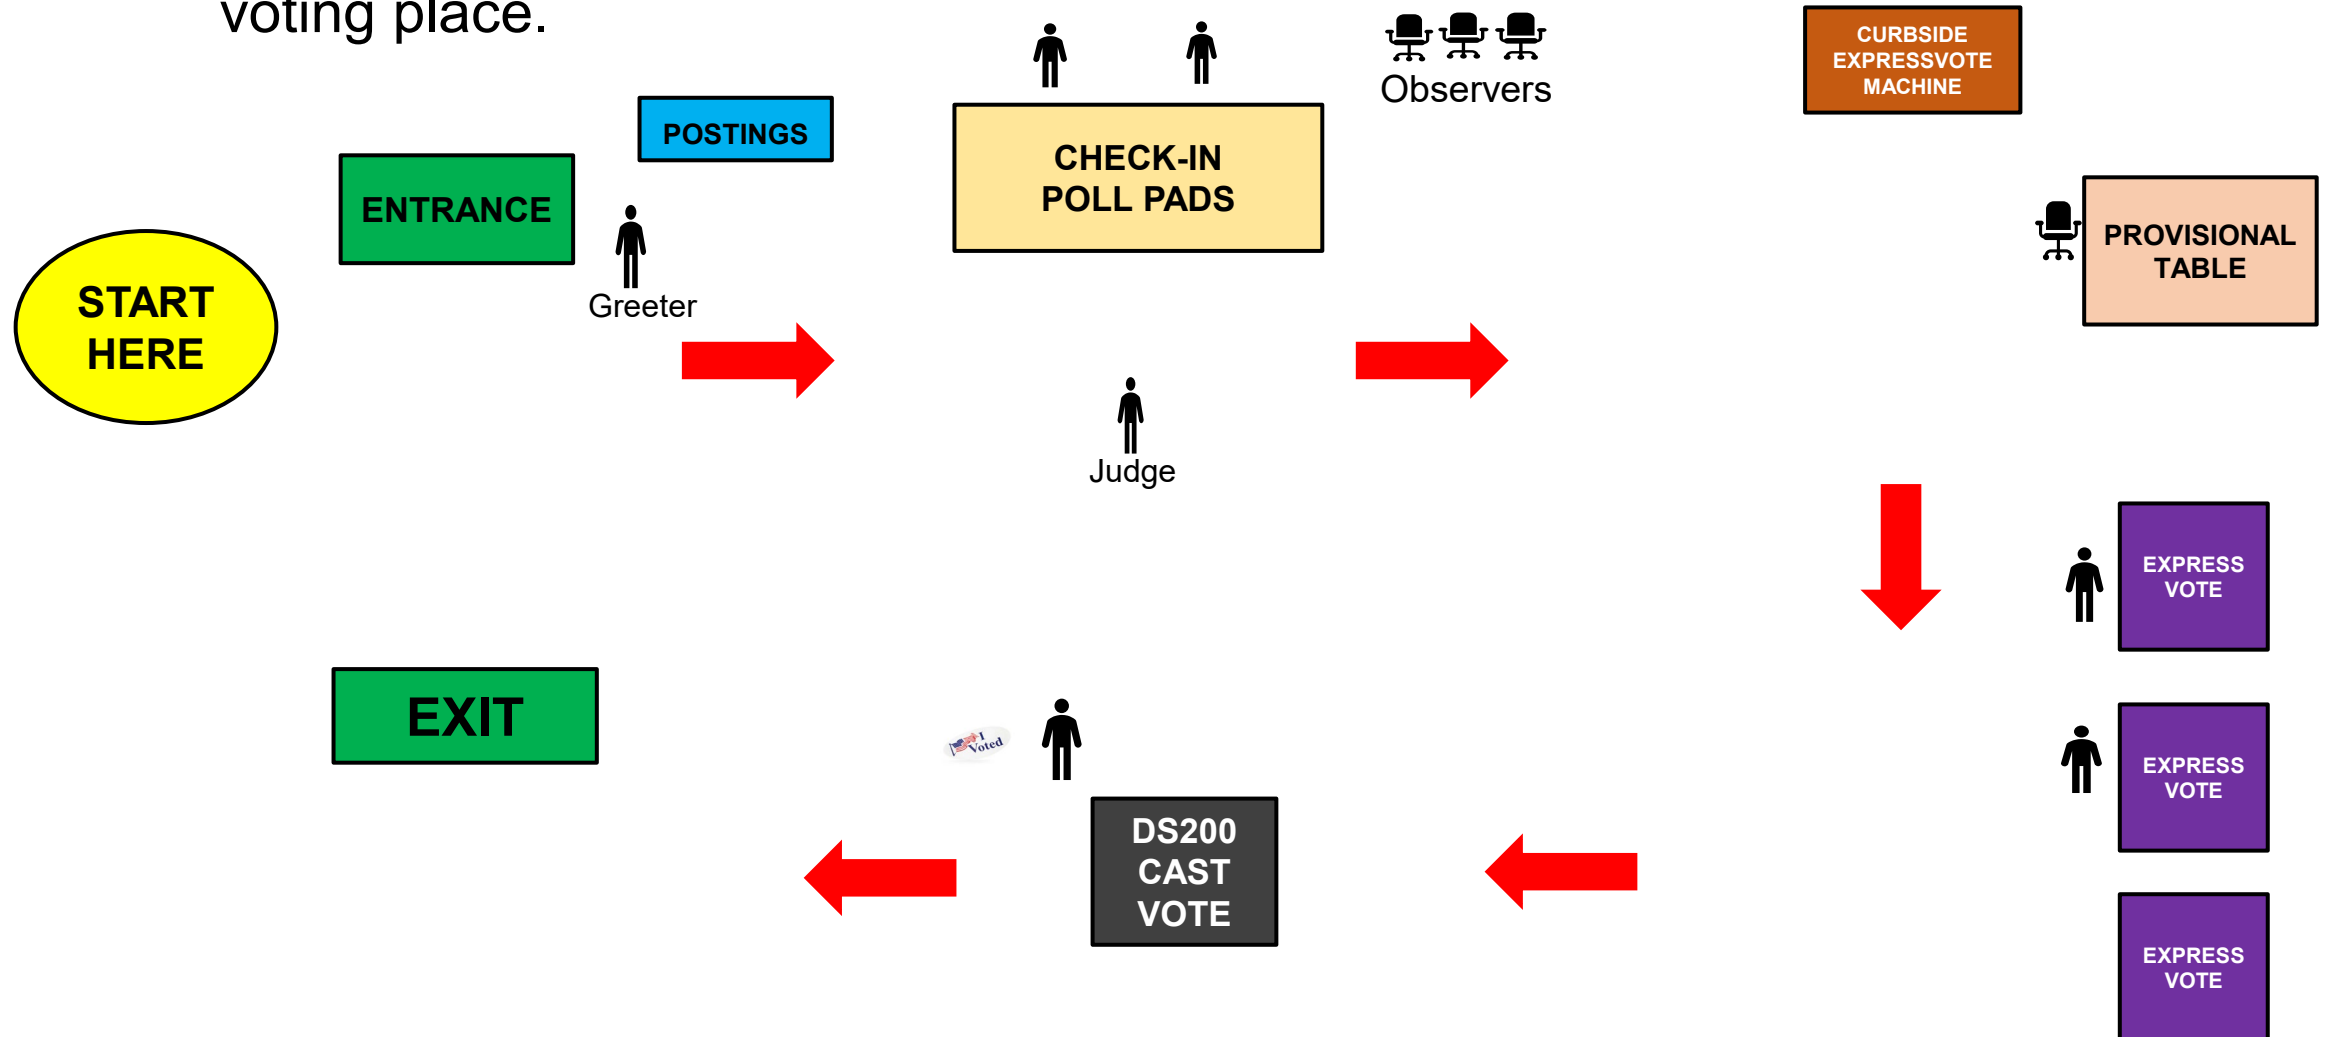 voting place.
Observers
CURBSIDE
EXPRESSVOTE
MACHINE
POSTINGS
CHECK-IN
POLL PADS
ENTRANCE
PROVISIONAL
TABLE
START
HERE
Greeter
Judge
EXPRESS
VOTE
EXIT
I
Voted
EXPRESS
VOTE
DS200
CAST
VOTE
EXPRESS
VOTE